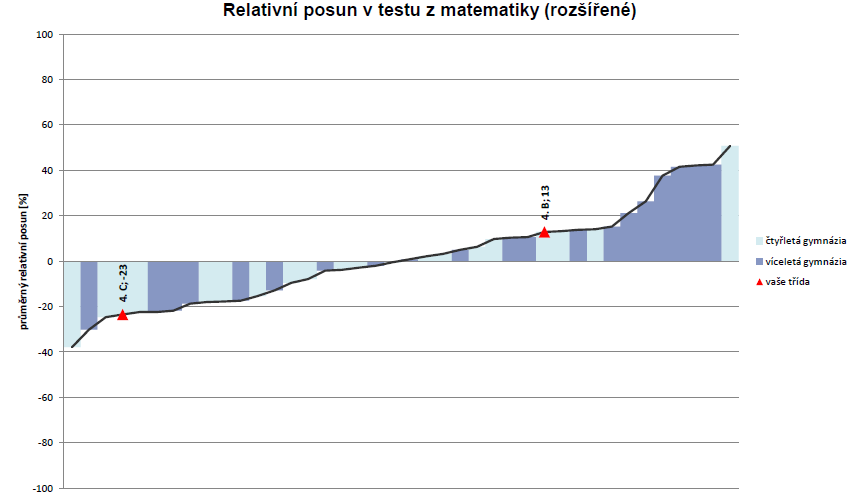 Relativní posun v testu z matematiky (rozšířené)
průměrný relativní posun [%]
100
80
60
40
20
0
-20
-40
-60
-80
-100
4. C; -23
4. B; 13
čtyřletá gymnázia
víceletá gymnázia
vaše třída